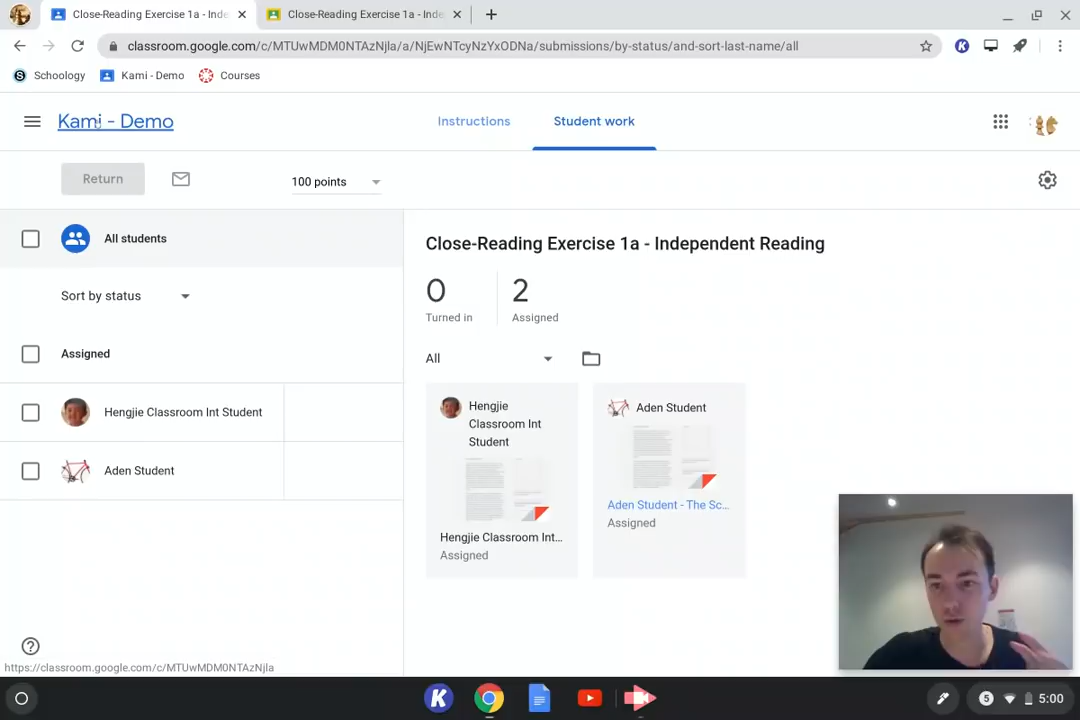 Close-Reading Exercise 1a - Inde
Close-Reading Exercise 1a - Inde
classroom.google.com/c/MTUwMDM0NTAzNjla/a/NjEwNTcyNzYxODNa/submissions/by-status/and-sort-last-name/all
Schoology
Kami - Demo
Courses
Kami - Demo
Instructions
Student work
Return
100 points
All students
Sort by status
Assigned
Hengjie Classroom Int Student
Aden Student
Close-Reading Exercise 1a - Independent Reading
0
2
Turned in
Assigned
All
Hengjie
Classroom Int
Student
Hengjie Classroom Int...
Assigned
Aden Student
Aden Student - The Sc...
Assigned
https://classroom.google.com/c/MTUwMDM0NTAzNjla
5
5:00